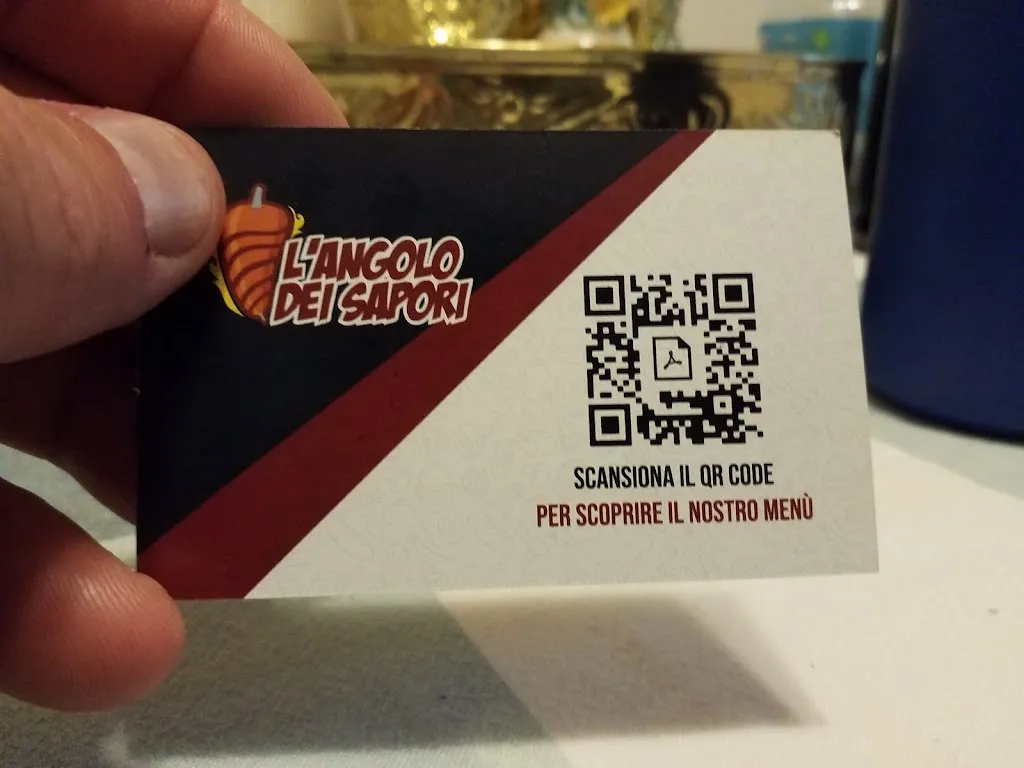 L'ANGOLO
DEI SAPORI
SCANSIONA IL QR CODE
PER SCOPRIRE IL NOSTRO MENÙ